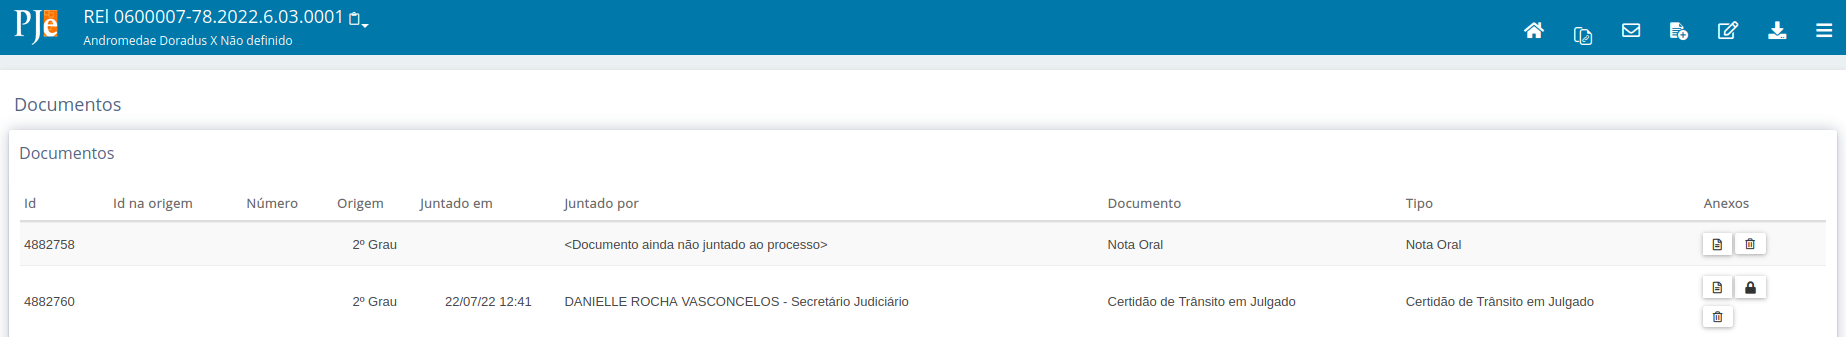 PJe REl 0600007-78.2022.6.03.0001
Andromedae Doradus X Não definido
Documentos
Documentos
Id Id na origem Número Origem Juntado em Juntado por Documento Tipo Anexos
4882758 2º Grau <Documento ainda não juntado ao processo> Nota Oral Nota Oral
4882760 2º Grau 22/07/22 12:41 DANIELLE ROCHA VASCONCELOS - Secretário Judiciário Certidão de Trânsito em Julgado Certidão de Trânsito em Julgado